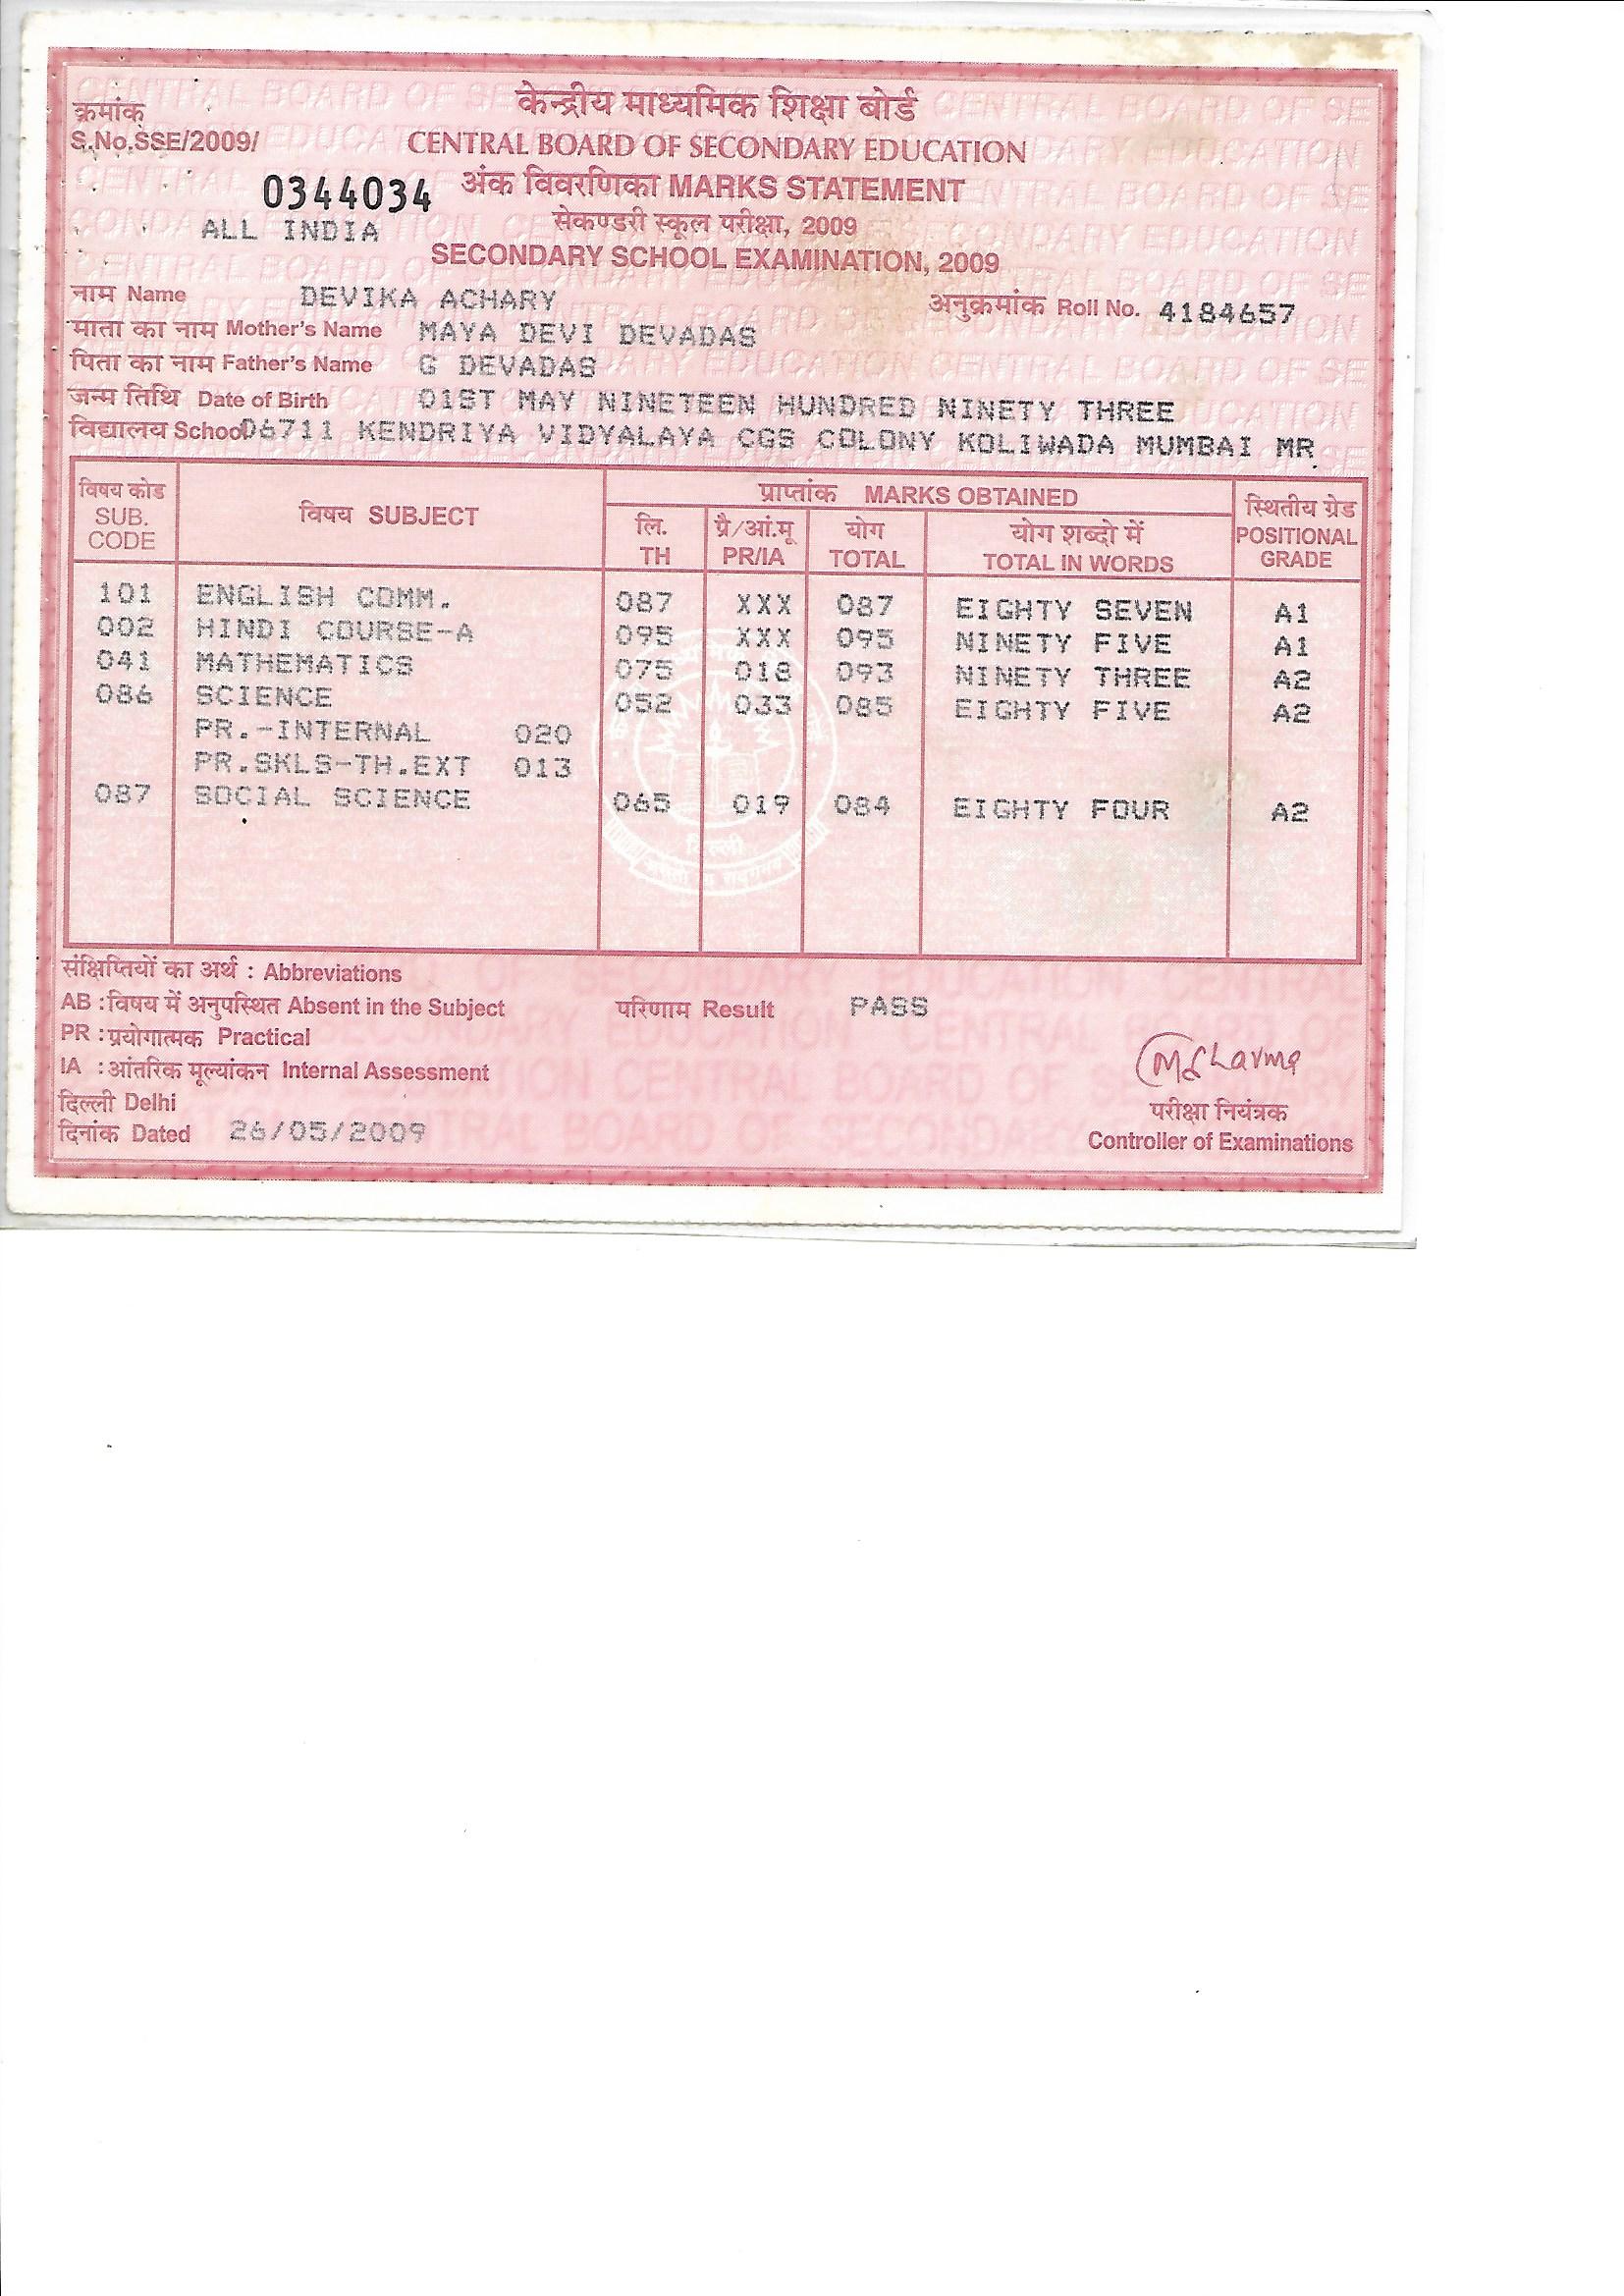 केन्द्रीय माध्यमिक शिक्षा बोर्ड
क्रमांक
S.No.SSE/2009/
CENTRAL BOARD OF SECONDARY EDUCATION
0344034 अंक विवरणिका MARKS STATEMENT
ALL INDIA सेकण्डरी स्कूल परीक्षा, 2009
SECONDARY SCHOOL EXAMINATION, 2009
नाम Name DEVIKA ACHARY अनुक्रमांक Roll No. 4184657
माता का नाम Mother's Name MAYA DEVI DEVADAS
पिता का नाम Father's Name G DEVADAS
जन्म तिथि Date of Birth 01ST MAY NINETEEN HUNDRED NINETY THREE
विद्यालय School 06711 KENDRIYA VIDYALAYA CGS COLONY KOLIWADA MUMBAI MR
विषय कोड SUB. CODE विषय SUBJECT प्राप्तांक MARKS OBTAINED स्थितीय ग्रेड POSITIONAL GRADE
लि. TH प्रै/आं.मू PR/IA योग TOTAL योग शब्दो में TOTAL IN WORDS
101 ENGLISH COMM. 087 XXX 087 EIGHTY SEVEN A1
002 HINDI COURSE-A 095 XXX 095 NINETY FIVE A1
041 MATHEMATICS 075 018 093 NINETY THREE A2
086 SCIENCE 052 033 085 EIGHTY FIVE A2
PR.-INTERNAL 020
PR.SKLS-TH.EXT 013
087 SOCIAL SCIENCE 065 019 084 EIGHTY FOUR A2
दिल्ली
संक्षिप्तियों का अर्थ : Abbreviations
AB : विषय में अनुपस्थित Absent in the Subject परिणाम Result PASS
PR : प्रयोगात्मक Practical
IA : आंतरिक मूल्यांकन Internal Assessment
MSharma
दिल्ली Delhi परीक्षा नियंत्रक
दिनांक Dated 26/05/2009 Controller of Examinations